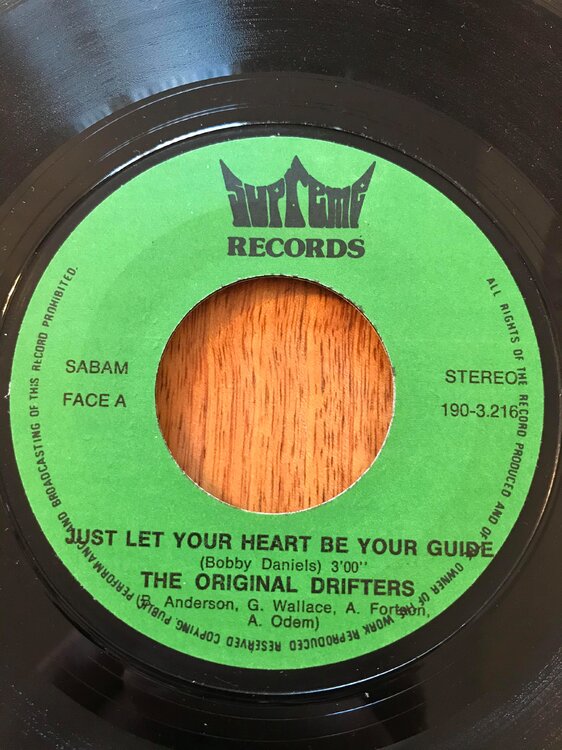 SUPREME
RECORDS
SABAM
FACE A
STEREO
190-3.216
JUST LET YOUR HEART BE YOUR GUIDE
(Bobby Daniels) 3'00"
THE ORIGINAL DRIFTERS
(B. Anderson, G. Wallace, A. Forton,
A. Odem)
ALL RIGHTS OF THE RECORD PRODUCED AND OF THE OWNER OF THE WORK REPRODUCED RESERVED COPYING, PUBLIC PERFORMANCE AND BROADCASTING OF THIS RECORD PROHIBITED.